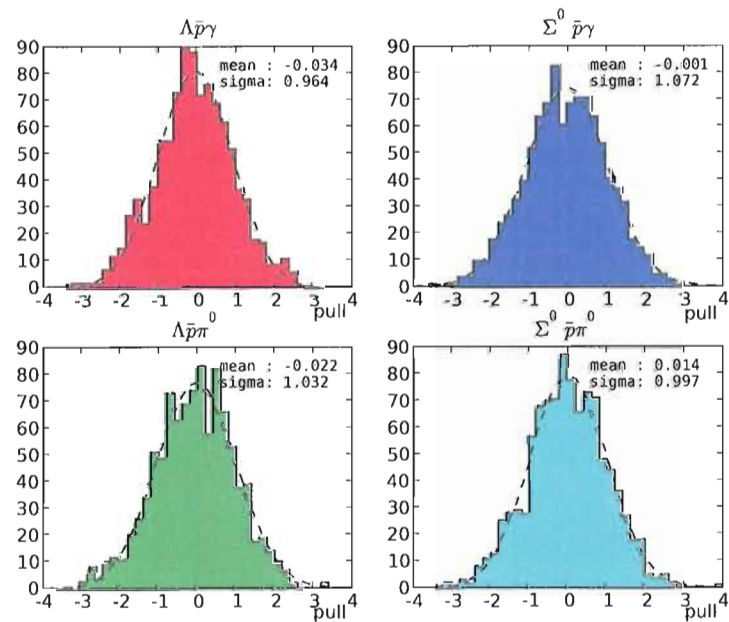 Λp̄γ
90
80
70
60
50
40
30
20
10
0
mean : -0.034
sigma: 0.964
-4 -3 -2 -1 0 1 2 3 4
pull
Σ⁰ p̄γ
90
80
70
60
50
40
30
20
10
0
mean : -0.001
sigma: 1.072
-4 -3 -2 -1 0 1 2 3 4
pull
Λp̄π⁰
90
80
70
60
50
40
30
20
10
0
mean : -0.022
sigma: 1.032
-4 -3 -2 -1 0 1 2 3 4
pull
Σ⁰ p̄π⁰
90
80
70
60
50
40
30
20
10
0
mean : 0.014
sigma: 0.997
-4 -3 -2 -1 0 1 2 3 4
pull